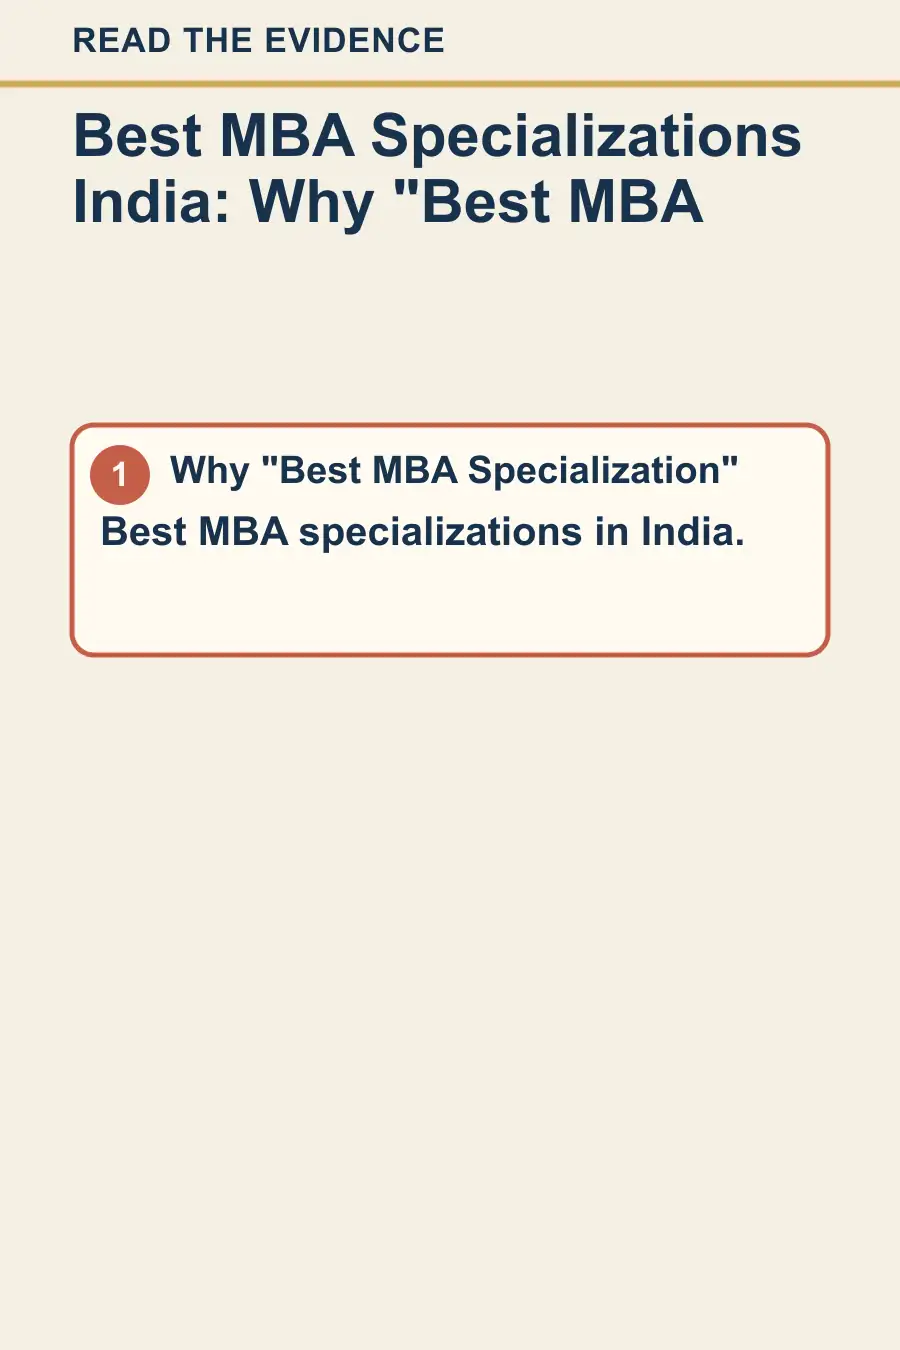 READ THE EVIDENCE
Best MBA Specializations
India: Why "Best MBA
1 Why "Best MBA Specialization"
Best MBA specializations in India.